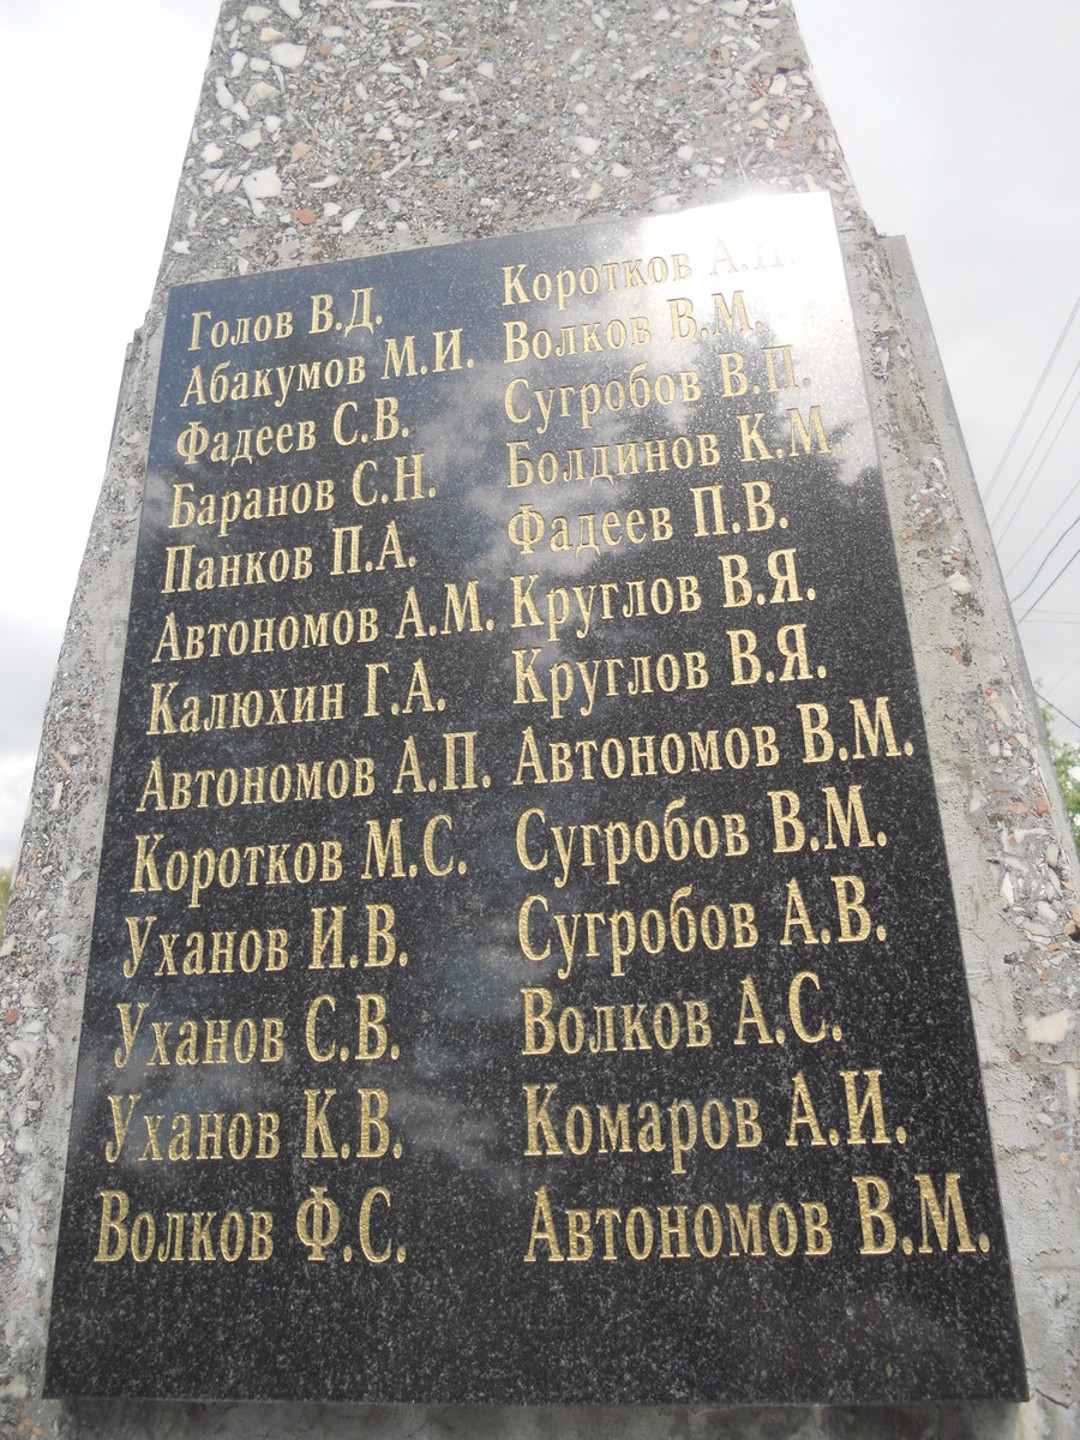 Голов В.Д.
Абакумов М.И.
Фадеев С.В.
Баранов С.Н.
Панков П.А.
Автономов А.М.
Калюхин Г.А.
Автономов А.П.
Коротков М.С.
Уханов И.В.
Уханов С.В.
Уханов К.В.
Волков Ф.С.
Коротков
Волков В.М.
Сугробов В.П.
Болдинов К.М.
Фадеев П.В.
Круглов В.Я.
Круглов В.Я.
Автономов В.М.
Сугробов В.М.
Сугробов А.В.
Волков А.С.
Комаров А.И.
Автономов В.М.